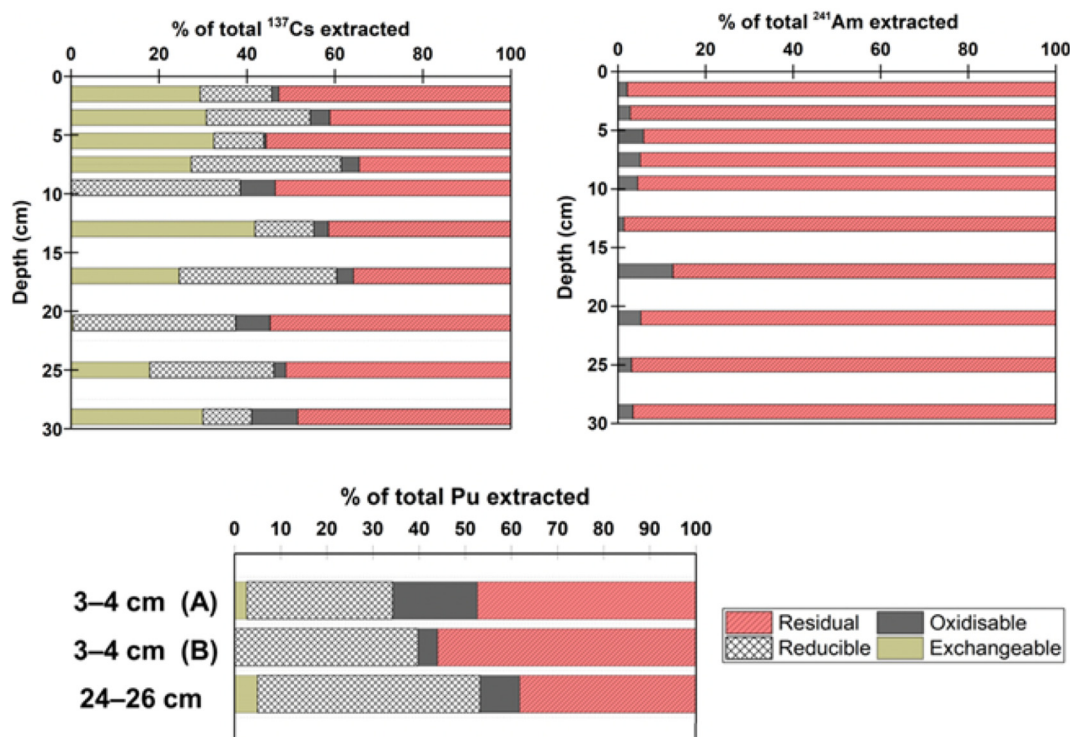 % of total ¹³⁷Cs extracted
0 20 40 60 80 100
Depth (cm)
0
5
10
15
20
25
30
% of total ²⁴¹Am extracted
0 20 40 60 80 100
Depth (cm)
0
5
10
15
20
25
30
% of total Pu extracted
0 10 20 30 40 50 60 70 80 90 100
3–4 cm (A)
3–4 cm (B)
24–26 cm
Residual Oxidisable
Reducible Exchangeable